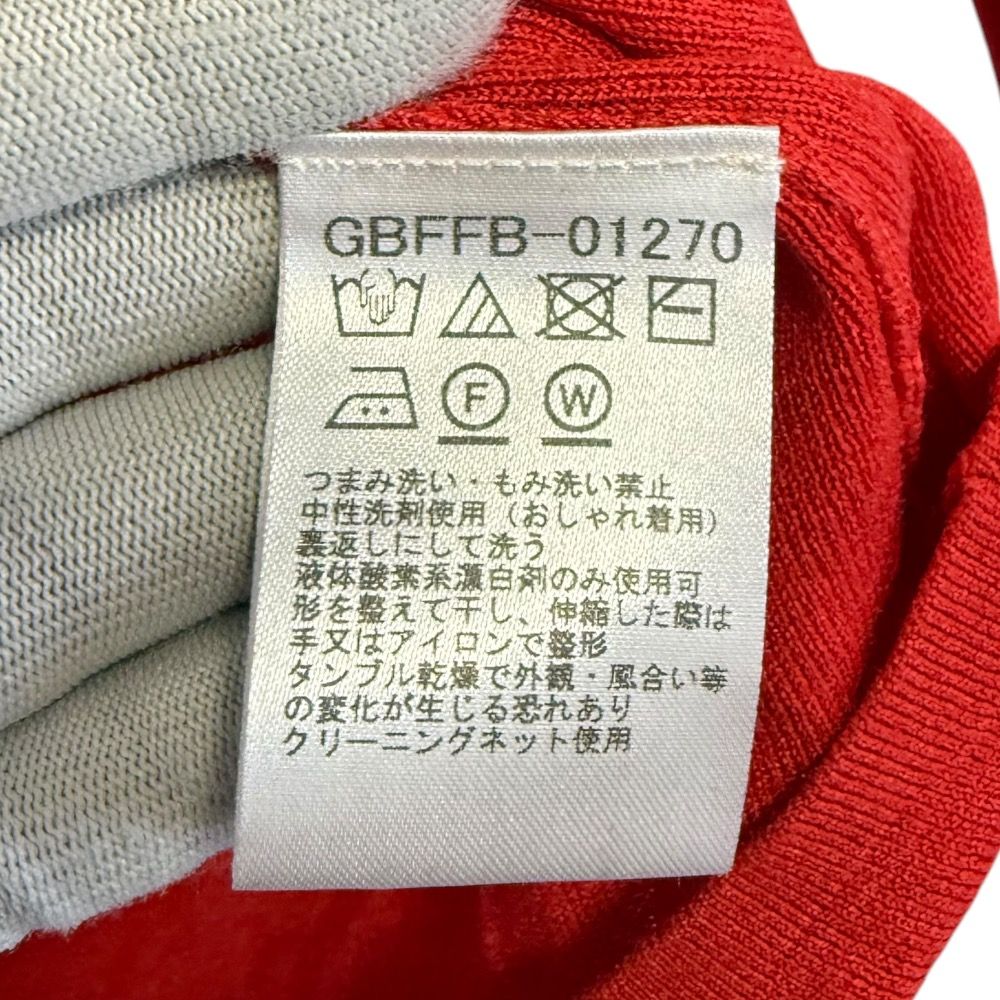 GBFFB-01270
F W
つまみ洗い・もみ洗い禁止
中性洗剤使用（おしゃれ着用）
裏返しにして洗う
液体酸素系漂白剤のみ使用可
形を整えて干し、伸縮した際は
手又はアイロンで整形
タンブル乾燥で外観・風合い等
の変化が生じる恐れあり
クリーニングネット使用